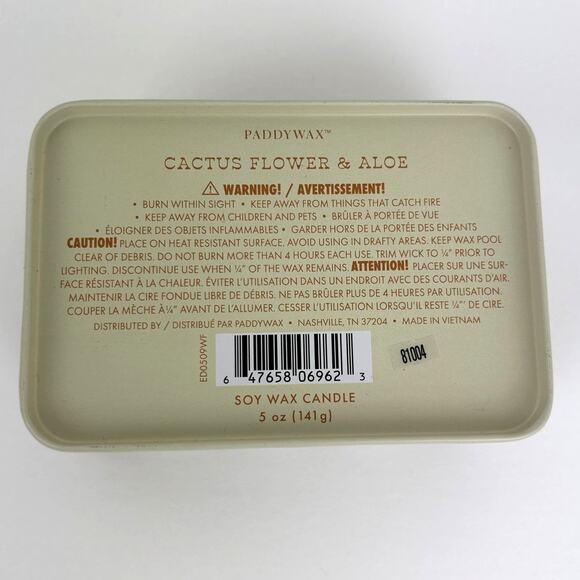 PADDYWAX™
CACTUS FLOWER & ALOE
⚠ WARNING! / AVERTISSEMENT!
• BURN WITHIN SIGHT • KEEP AWAY FROM THINGS THAT CATCH FIRE
• KEEP AWAY FROM CHILDREN AND PETS • BRÛLER À PORTÉE DE VUE
• ÉLOIGNER DES OBJETS INFLAMMABLES • GARDER HORS DE LA PORTÉE DES ENFANTS
CAUTION! PLACE ON HEAT RESISTANT SURFACE. AVOID USING IN DRAFTY AREAS. KEEP WAX POOL
CLEAR OF DEBRIS. DO NOT BURN MORE THAN 4 HOURS EACH USE. TRIM WICK TO ¼" PRIOR TO
LIGHTING. DISCONTINUE USE WHEN ¼" OF THE WAX REMAINS. ATTENTION! PLACER SUR UNE SUR-
FACE RÉSISTANT À LA CHALEUR. ÉVITER L'UTILISATION DANS UN ENDROIT AVEC DES COURANTS D'AIR.
MAINTENIR LA CIRE FONDUE LIBRE DE DÉBRIS. NE PAS BRÛLER PLUS DE 4 HEURES PAR UTILISATION.
COUPER LA MÈCHE À ¼" AVANT DE L'ALLUMER. CESSER L'UTILISATION LORSQU'IL RESTE ¼" DE CIRE.
DISTRIBUTED BY / DISTRIBUÉ PAR PADDYWAX • NASHVILLE, TN 37204 • MADE IN VIETNAM
ED0509WF
6 47658 06962 3
81004
SOY WAX CANDLE
5 oz (141g)